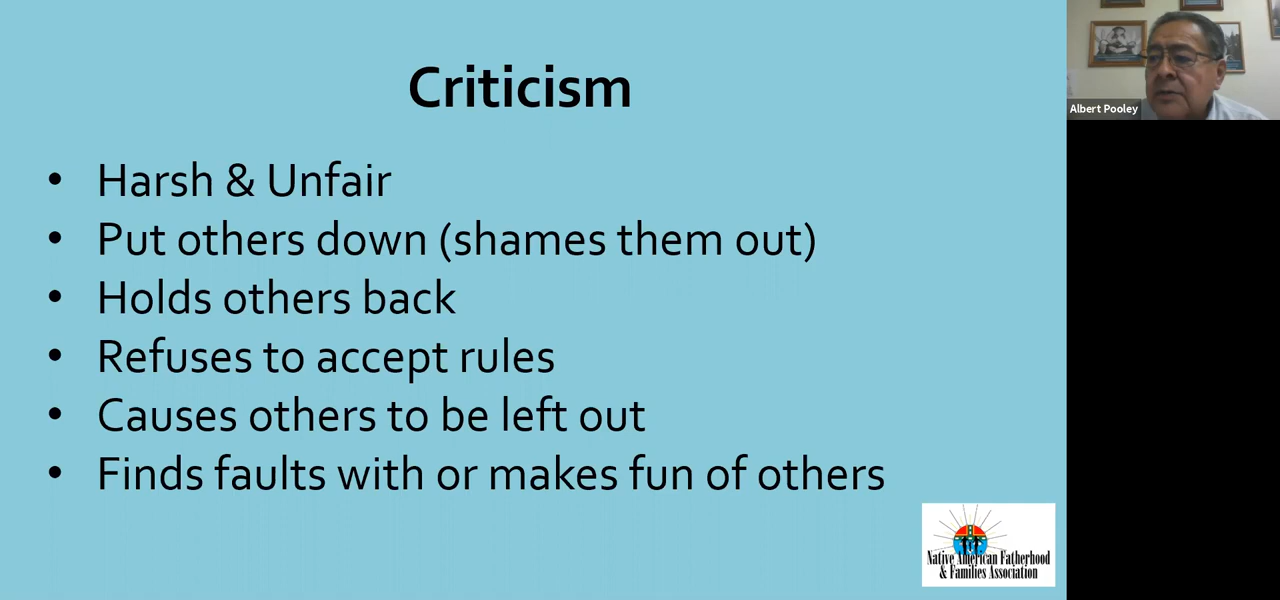 Criticism
• Harsh & Unfair
• Put others down (shames them out)
• Holds others back
• Refuses to accept rules
• Causes others to be left out
• Finds faults with or makes fun of others
Albert Pooley
Native American Fatherhood
& Families Association